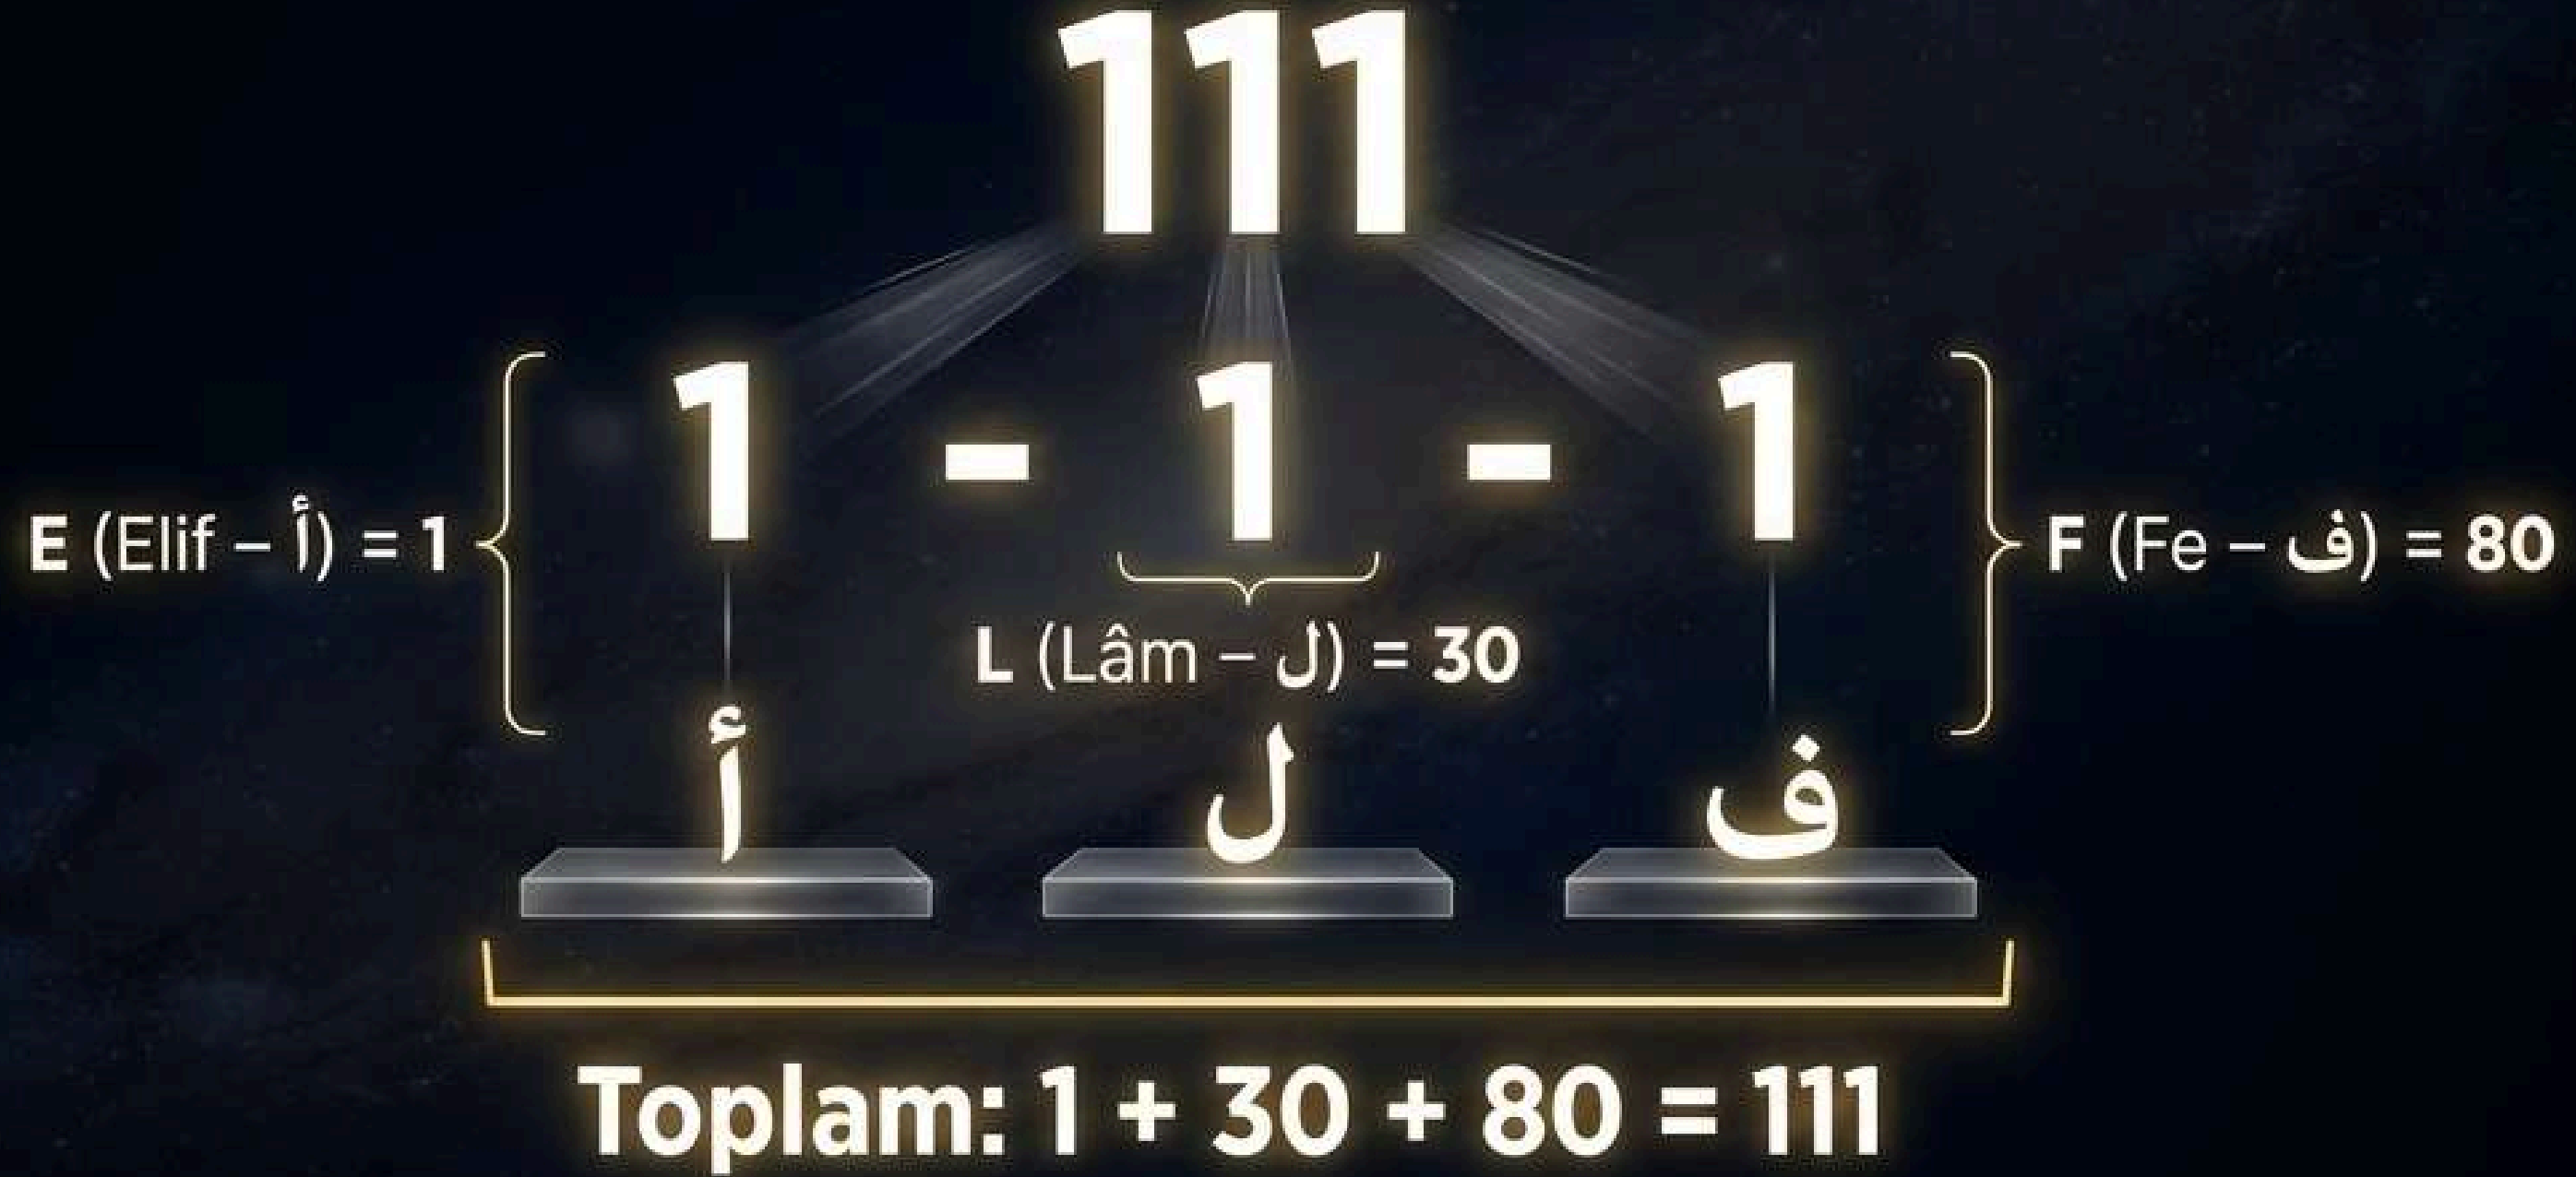 111
1 - 1 - 1
E (Elif – أ) = 1
F (Fe – ف) = 80
L (Lâm – ل) = 30
أ ل ف
Toplam: 1 + 30 + 80 = 111